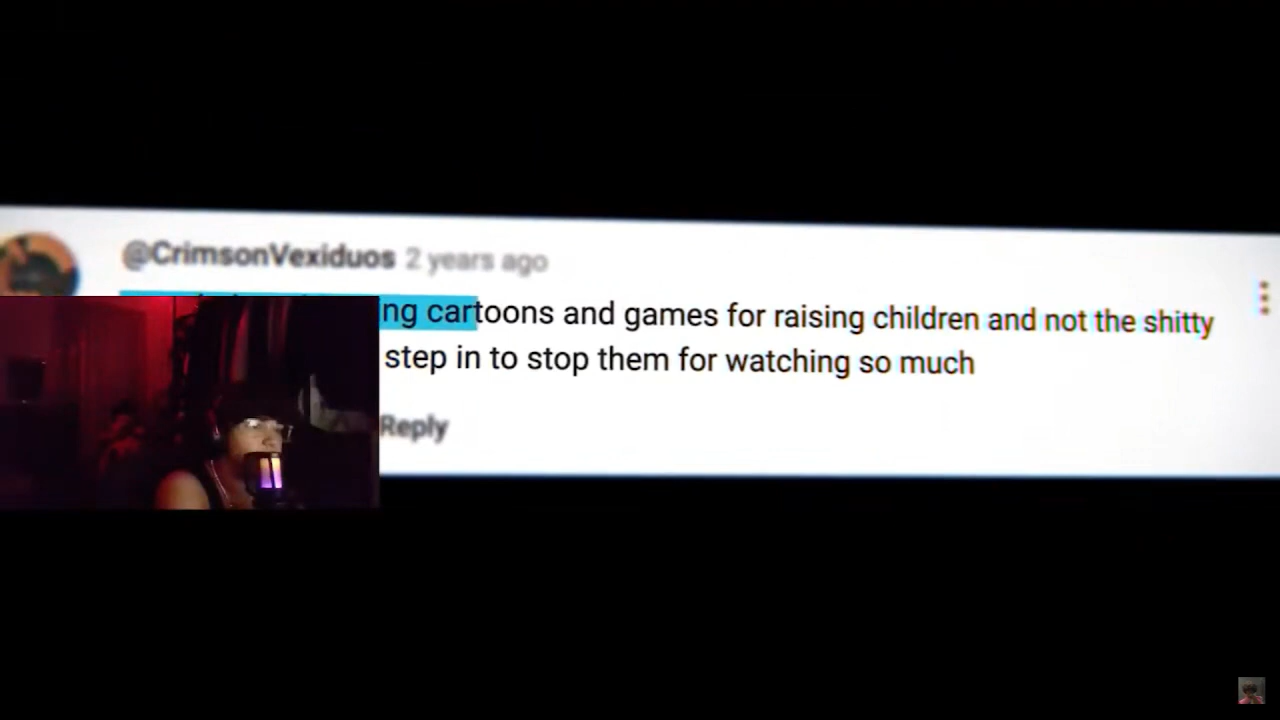 @CrimsonVexiduos 2 years ago
ng cartoons and games for raising children and not the shitty
step in to stop them for watching so much
Reply